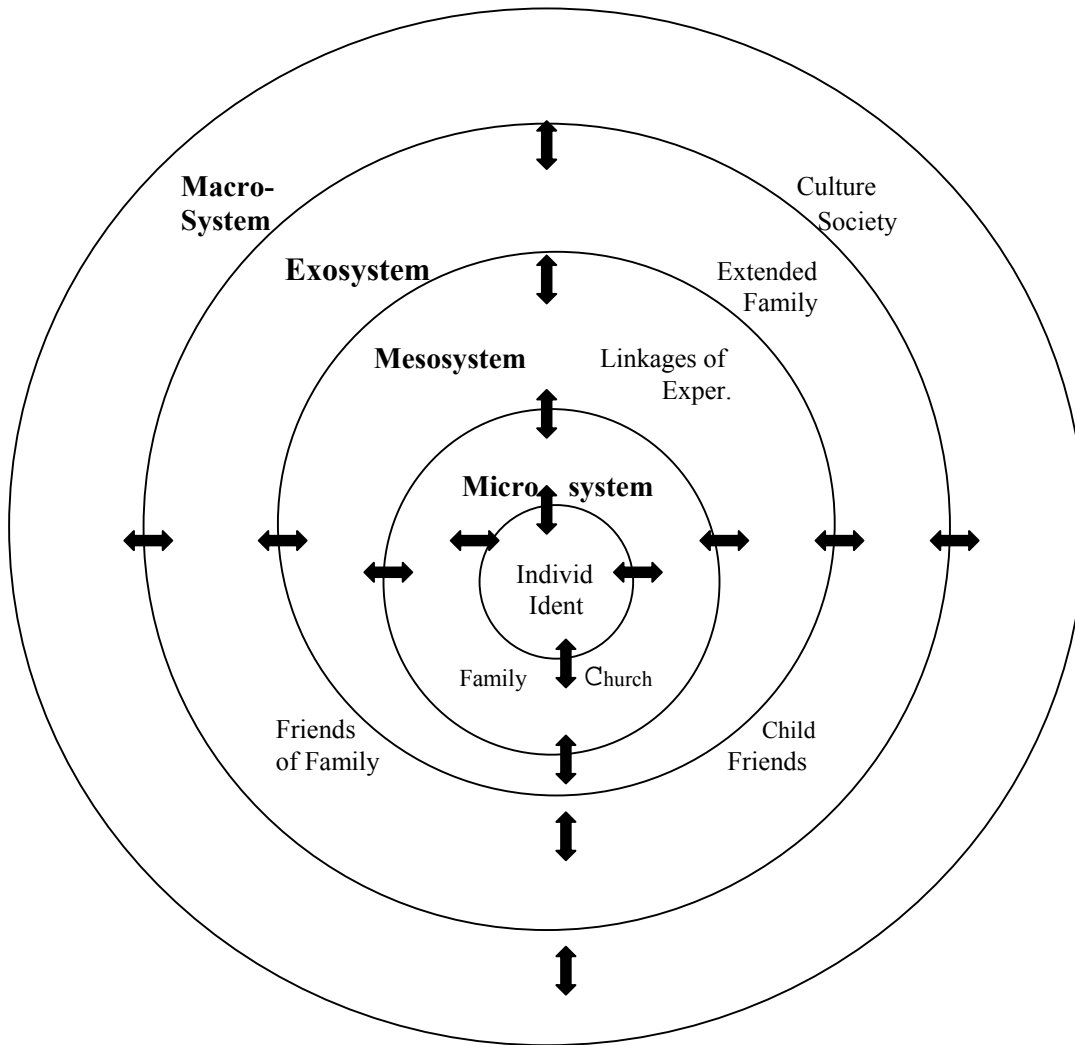 Macro-
System
Culture
Society
Exosystem
Extended
Family
Mesosystem
Linkages of
Exper.
Micro system
Individ
Ident
Family Church
Friends
of Family
Child
Friends